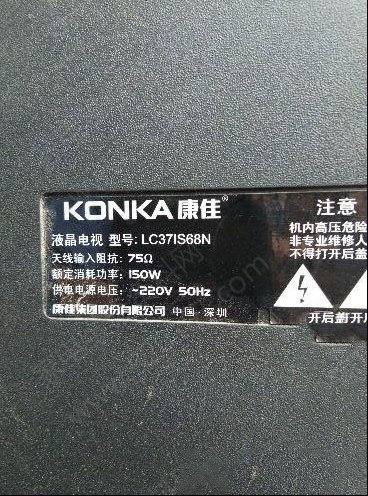 KONKA 康佳®
液晶电视 型号: LC37IS68N
天线输入阻抗: 75Ω
额定消耗功率: 150W
供电电源电压: ~220V 50Hz
康佳集团股份有限公司 中国·深圳
注意
机内高压危险
非专业维修人
不得打开后盖
开后盖前